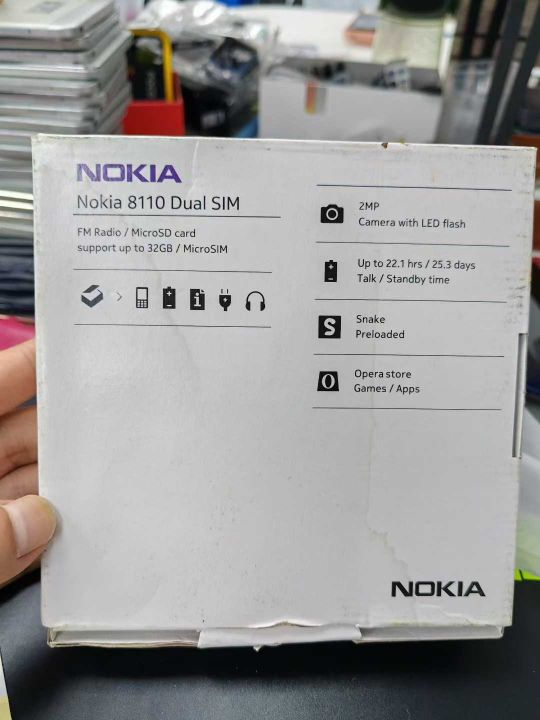 NOKIA
Nokia 8110 Dual SIM
FM Radio / MicroSD card
support up to 32GB / MicroSIM
2MP
Camera with LED flash
Up to 22.1 hrs / 25.3 days
Talk / Standby time
S
Snake
Preloaded
O
Opera store
Games / Apps
NOKIA